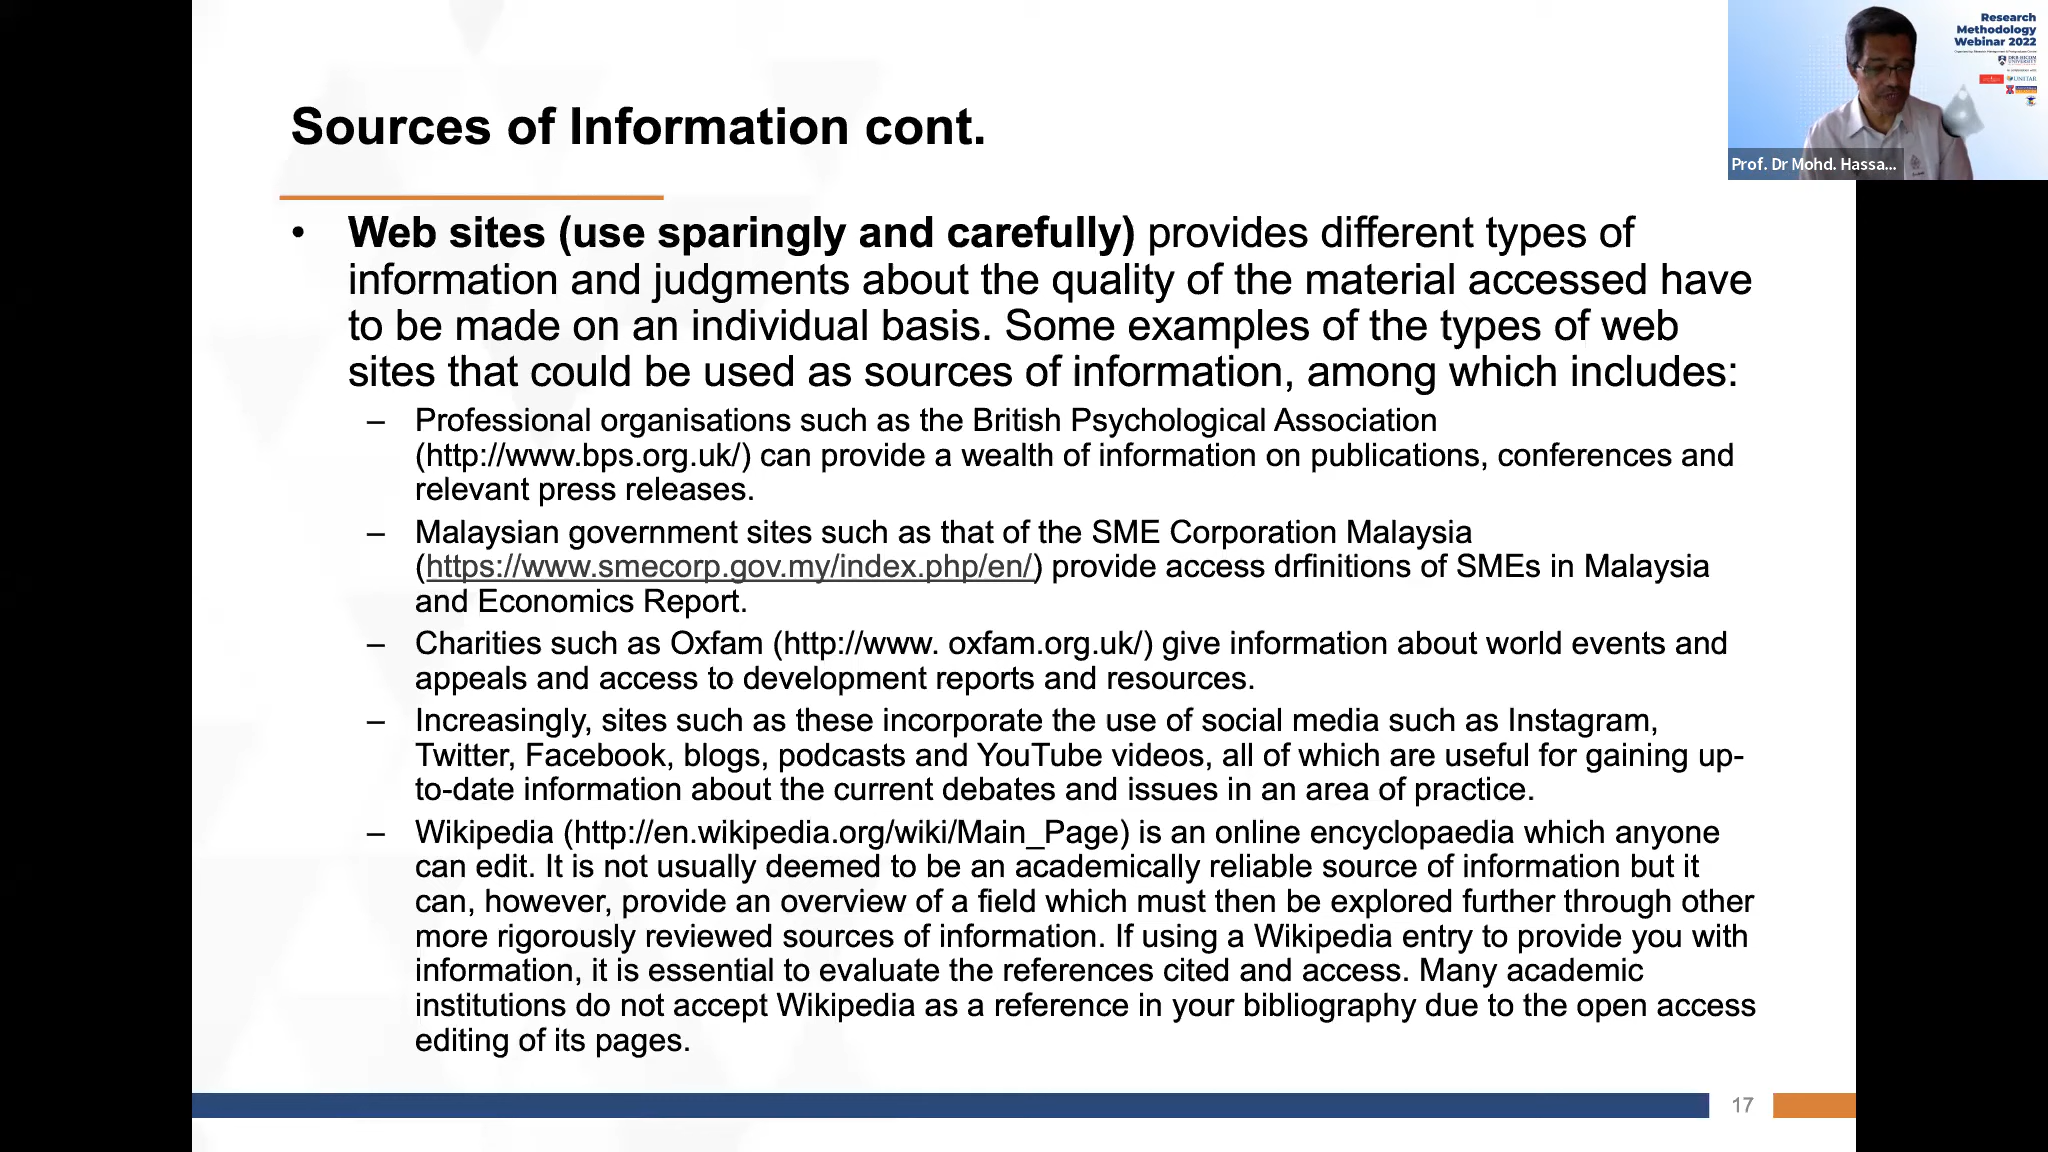 Research
Methodology
Webinar 2022
UNITAR
Prof. Dr Mohd. Hassa...
Sources of Information cont.
• Web sites (use sparingly and carefully) provides different types of
information and judgments about the quality of the material accessed have
to be made on an individual basis. Some examples of the types of web
sites that could be used as sources of information, among which includes:
– Professional organisations such as the British Psychological Association
(http://www.bps.org.uk/) can provide a wealth of information on publications, conferences and
relevant press releases.
– Malaysian government sites such as that of the SME Corporation Malaysia
(https://www.smecorp.gov.my/index.php/en/) provide access drfinitions of SMEs in Malaysia
and Economics Report.
– Charities such as Oxfam (http://www. oxfam.org.uk/) give information about world events and
appeals and access to development reports and resources.
– Increasingly, sites such as these incorporate the use of social media such as Instagram,
Twitter, Facebook, blogs, podcasts and YouTube videos, all of which are useful for gaining up-
to-date information about the current debates and issues in an area of practice.
– Wikipedia (http://en.wikipedia.org/wiki/Main_Page) is an online encyclopaedia which anyone
can edit. It is not usually deemed to be an academically reliable source of information but it
can, however, provide an overview of a field which must then be explored further through other
more rigorously reviewed sources of information. If using a Wikipedia entry to provide you with
information, it is essential to evaluate the references cited and access. Many academic
institutions do not accept Wikipedia as a reference in your bibliography due to the open access
editing of its pages.
17